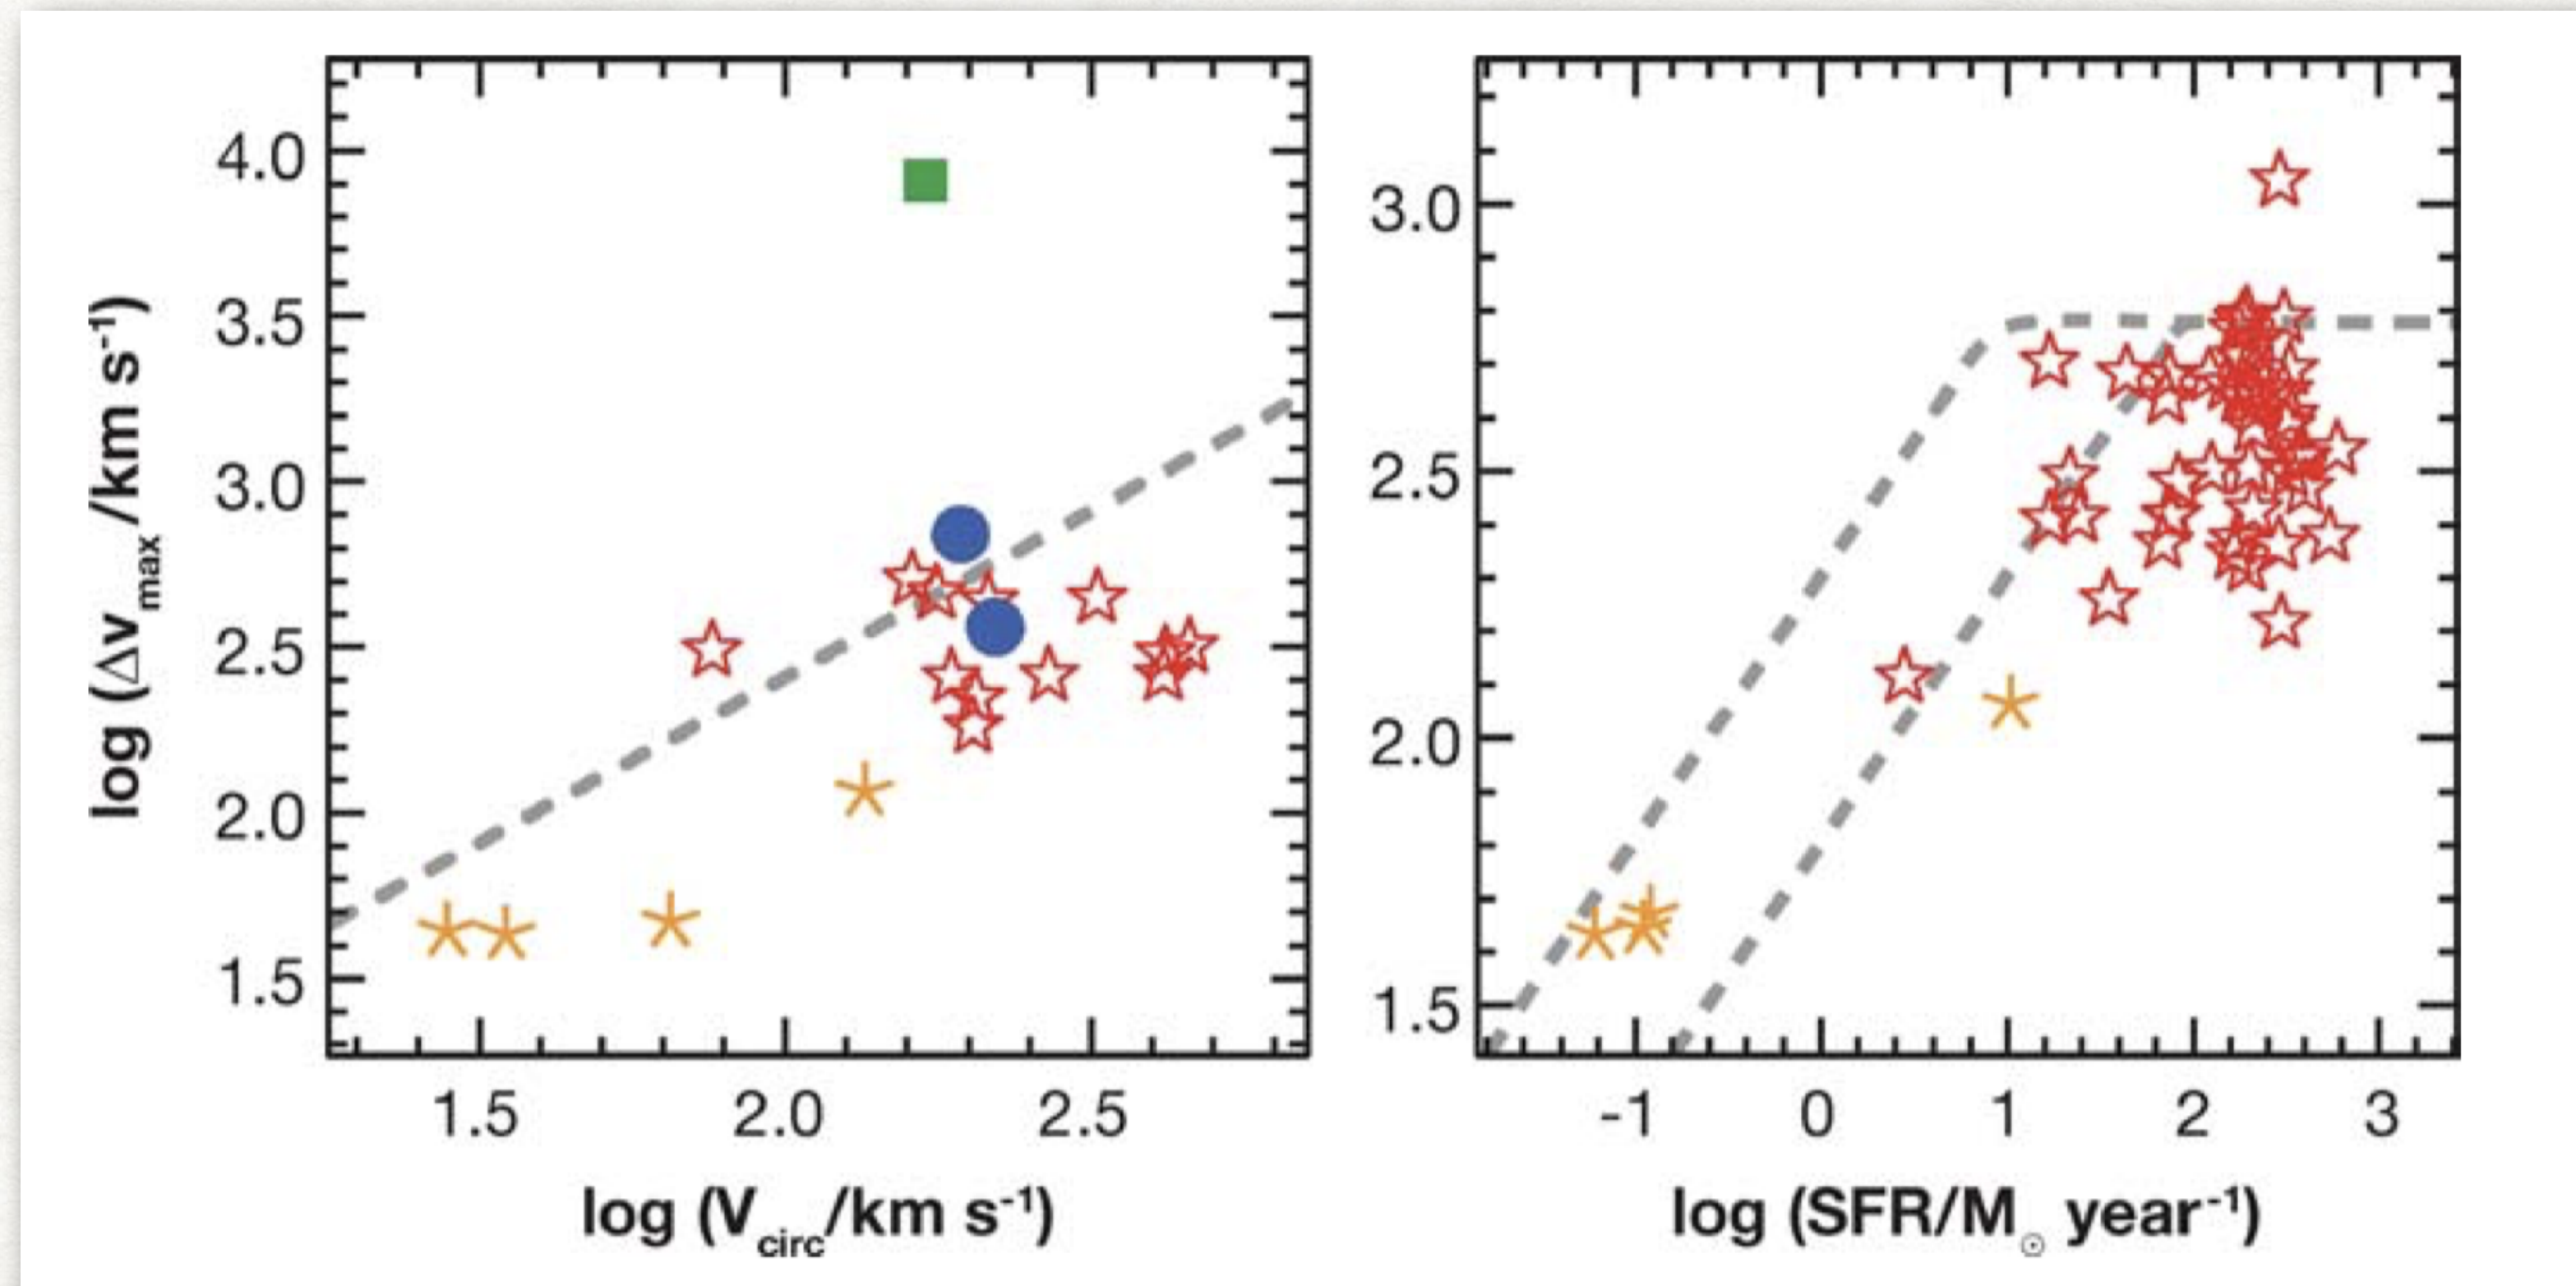 log (Δv_max/km s⁻¹)
4.0
3.5
3.0
2.5
2.0
1.5
1.5 2.0 2.5
log (V_circ/km s⁻¹)
3.0
2.5
2.0
1.5
-1 0 1 2 3
log (SFR/M_☉ year⁻¹)